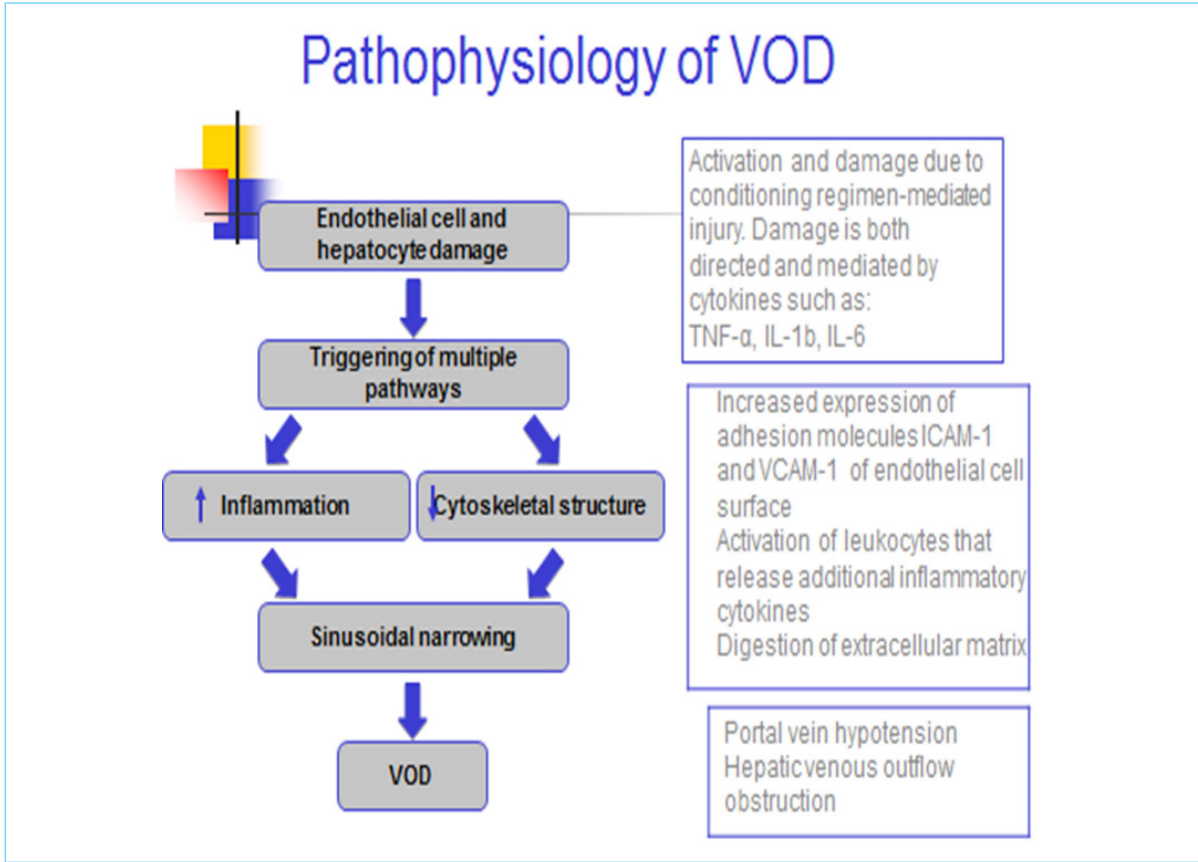 Pathophysiology of VOD
Endothelial cell and
hepatocyte damage
Activation and damage due to
conditioning regimen-mediated
injury. Damage is both
directed and mediated by
cytokines such as:
TNF-α, IL-1b, IL-6
Triggering of multiple
pathways
↑ Inflammation
↓Cytoskeletal structure
Increased expression of
adhesion molecules ICAM-1
and VCAM-1 of endothelial cell
surface
Activation of leukocytes that
release additional inflammatory
cytokines
Digestion of extracellular matrix
Sinusoidal narrowing
VOD
Portal vein hypotension
Hepatic venous outflow
obstruction